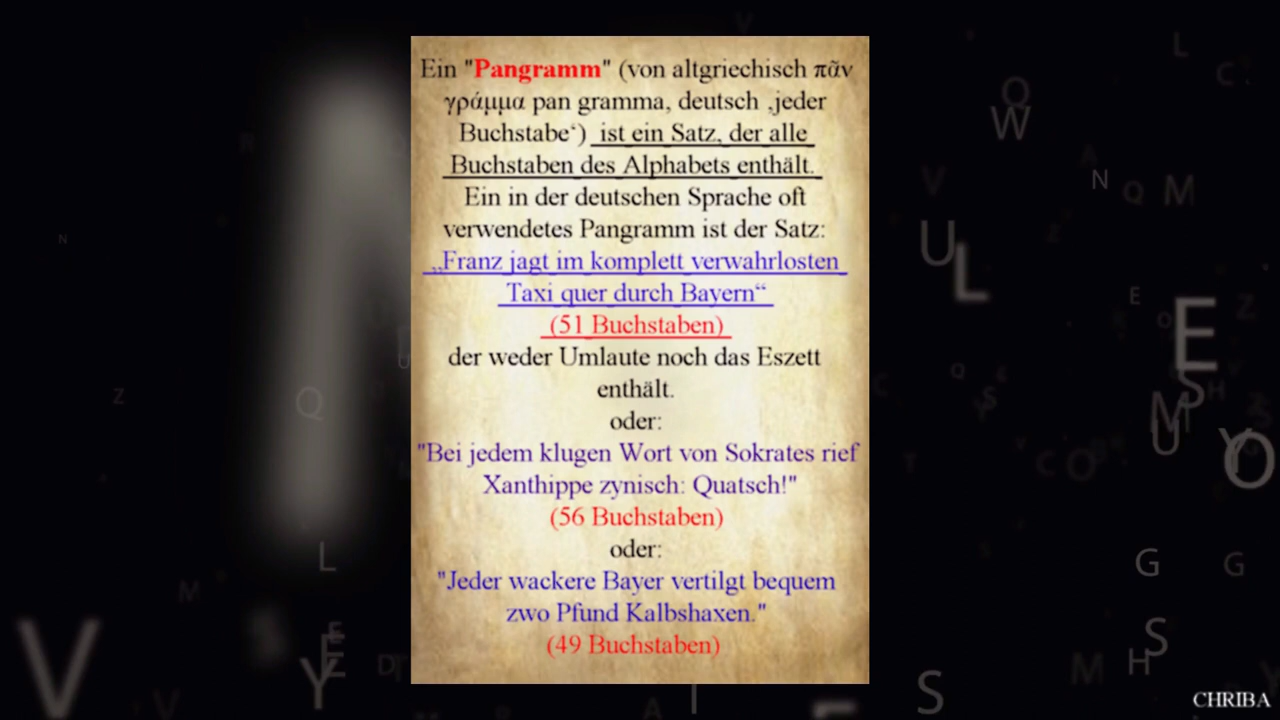 Ein "Pangramm" (von altgriechisch πᾶν
γράμμα pan gramma, deutsch ‚jeder
Buchstabe‘) ist ein Satz, der alle
Buchstaben des Alphabets enthält.
Ein in der deutschen Sprache oft
verwendetes Pangramm ist der Satz:
„Franz jagt im komplett verwahrlosten
Taxi quer durch Bayern“
(51 Buchstaben)
der weder Umlaute noch das Eszett
enthält.
oder:
"Bei jedem klugen Wort von Sokrates rief
Xanthippe zynisch: Quatsch!"
(56 Buchstaben)
oder:
"Jeder wackere Bayer vertilgt bequem
zwo Pfund Kalbshaxen."
(49 Buchstaben)
CHRIBA